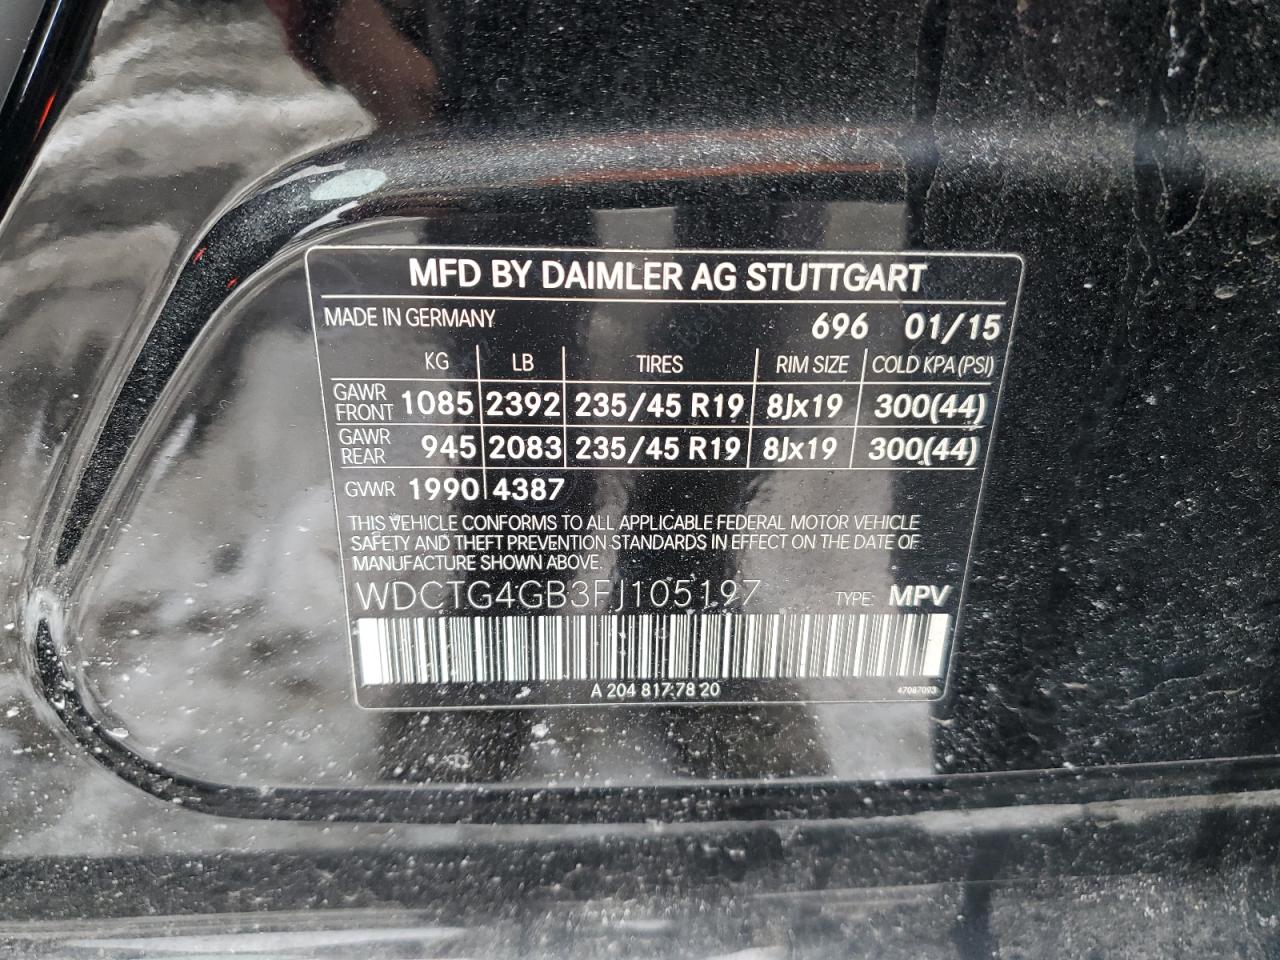 MFD BY DAIMLER AG STUTTGART
MADE IN GERMANY 696 01/15
KG LB TIRES RIM SIZE COLD KPA (PSI)
GAWR FRONT 1085 2392 235/45 R19 8Jx19 300(44)
GAWR REAR 945 2083 235/45 R19 8Jx19 300(44)
GVWR 1990 4387
THIS VEHICLE CONFORMS TO ALL APPLICABLE FEDERAL MOTOR VEHICLE
SAFETY AND THEFT PREVENTION STANDARDS IN EFFECT ON THE DATE OF
MANUFACTURE SHOWN ABOVE.
WDCTG4GB3FJ105197 TYPE: MPV
A 204 817 78 20 47087093